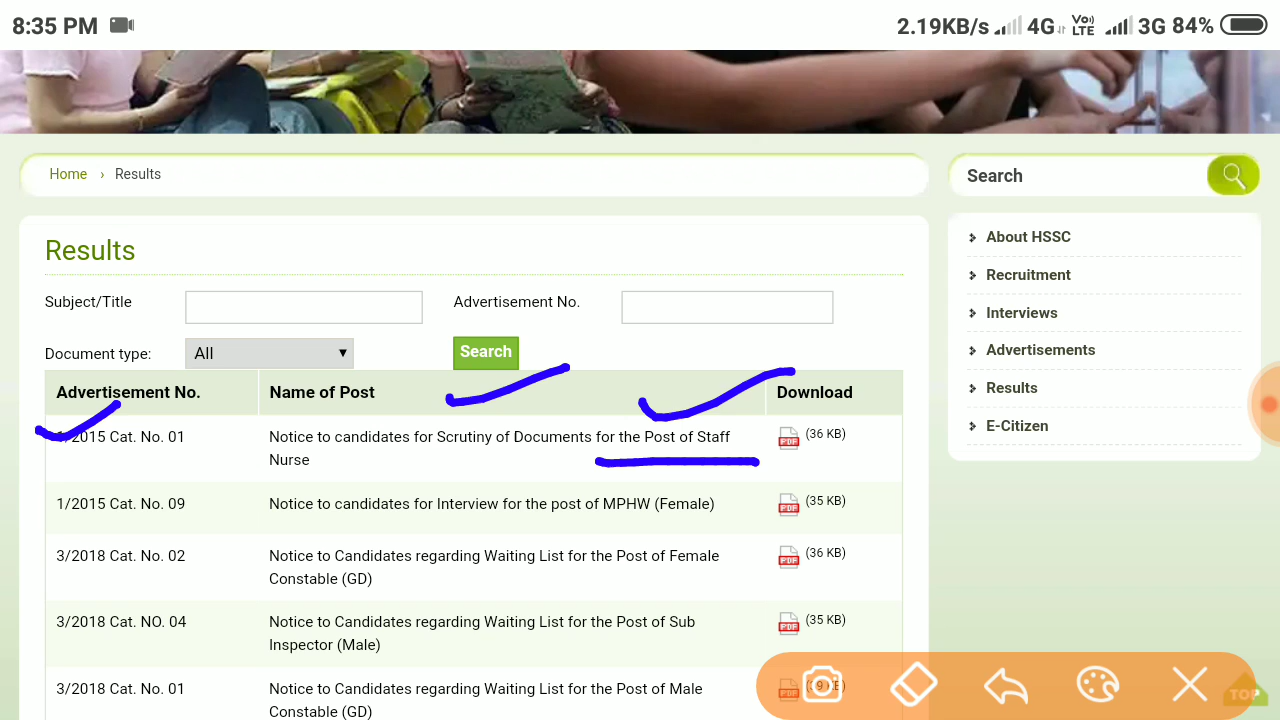 8:35 PM 2.19KB/s 4G VoLTE 3G 84%
Home › Results
Search
Results
Subject/Title Advertisement No.
Document type: All Search
About HSSC
Recruitment
Interviews
Advertisements
Results
E-Citizen
Advertisement No. Name of Post Download
1/2015 Cat. No. 01 Notice to candidates for Scrutiny of Documents for the Post of Staff PDF (36 KB)
Nurse
1/2015 Cat. No. 09 Notice to candidates for Interview for the post of MPHW (Female) PDF (35 KB)
3/2018 Cat. No. 02 Notice to Candidates regarding Waiting List for the Post of Female PDF (36 KB)
Constable (GD)
3/2018 Cat. NO. 04 Notice to Candidates regarding Waiting List for the Post of Sub PDF (35 KB)
Inspector (Male)
3/2018 Cat. No. 01 Notice to Candidates regarding Waiting List for the Post of Male PDF
Constable (GD)
TOP